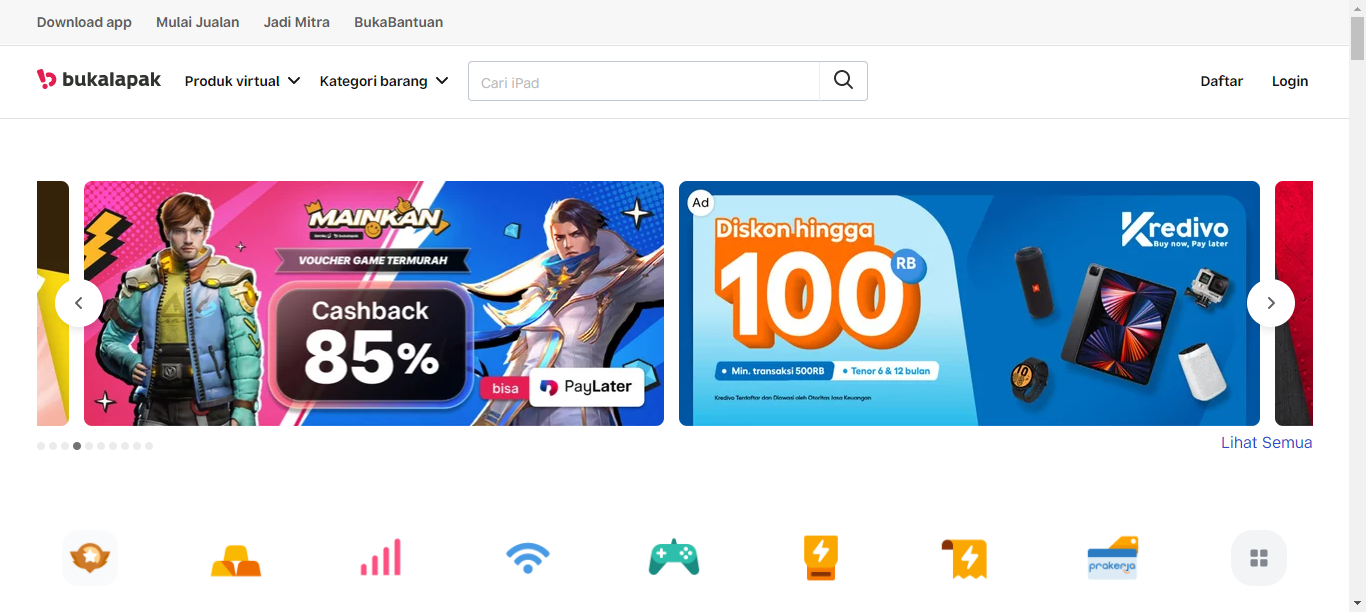 Download app Mulai Jualan Jadi Mitra BukaBantuan
bukalapak Produk virtual Kategori barang Cari iPad Daftar Login
MAINKAN
VOUCHER GAME TERMURAH
Cashback
85%
bisa PayLater
Ad
Diskon hingga
100 RB
Kredivo
Buy now, Pay later
Min. transaksi 500RB Tenor 6 & 12 bulan
Kredivo Terdaftar dan Diawasi oleh Otoritas Jasa Keuangan
Lihat Semua
prakerja